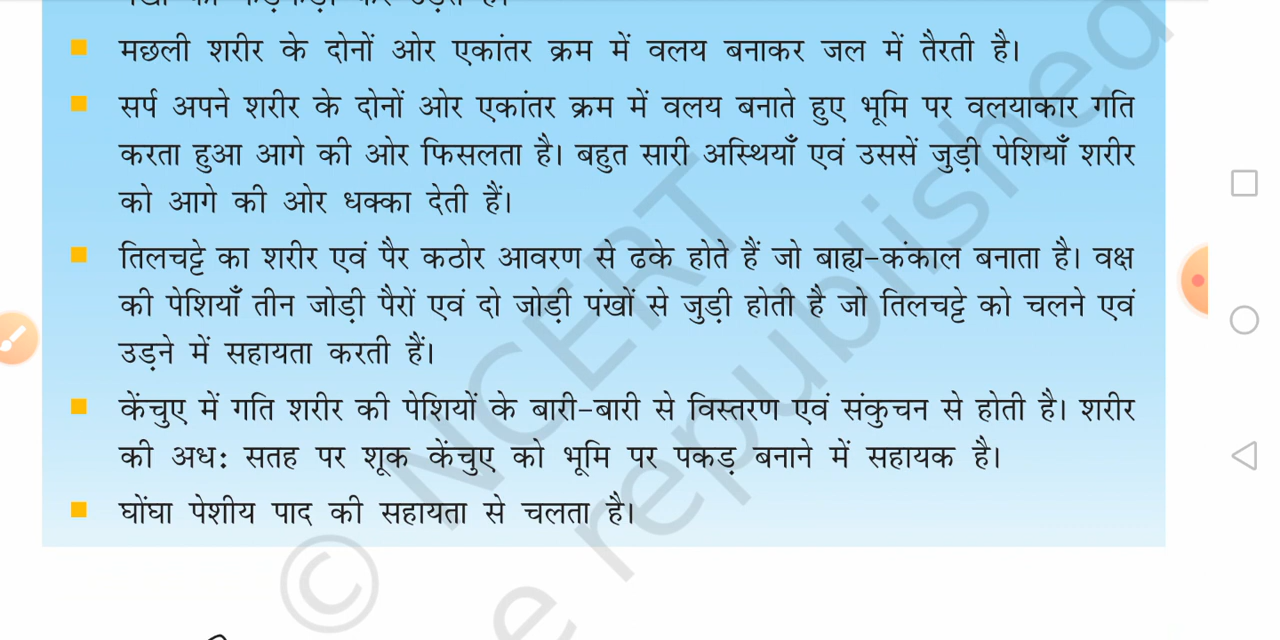 मछली शरीर के दोनों ओर एकांतर क्रम में वलय बनाकर जल में तैरती है।
सर्प अपने शरीर के दोनों ओर एकांतर क्रम में वलय बनाते हुए भूमि पर वलयाकार गति
करता हुआ आगे की ओर फिसलता है। बहुत सारी अस्थियाँ एवं उससें जुड़ी पेशियाँ शरीर
को आगे की ओर धक्का देती हैं।
तिलचट्टे का शरीर एवं पैर कठोर आवरण से ढके होते हैं जो बाह्य-कंकाल बनाता है। वक्ष
की पेशियाँ तीन जोड़ी पैरों एवं दो जोड़ी पंखों से जुड़ी होती है जो तिलचट्टे को चलने एवं
उड़ने में सहायता करती हैं।
केंचुए में गति शरीर की पेशियों के बारी-बारी से विस्तरण एवं संकुचन से होती है। शरीर
की अध: सतह पर शूक केंचुए को भूमि पर पकड़ बनाने में सहायक है।
घोंघा पेशीय पाद की सहायता से चलता है।
© NCERT
e republished